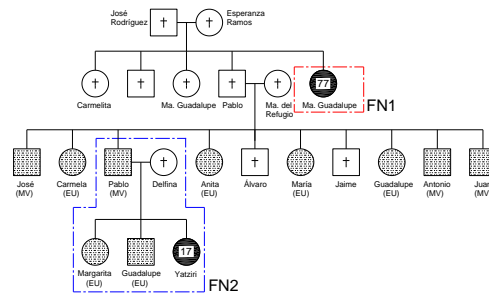 José
Rodríguez
†
†
Esperanza
Ramos
†
†
†
†
†
77
Carmelita
Ma. Guadalupe
Pablo
Ma. del
Refugio
Ma. Guadalupe
FN1
†
†
†
José
(MV)
Carmela
(EU)
Pablo
(MV)
Delfina
Anita
(EU)
Álvaro
María
(EU)
Jaime
Guadalupe
(EU)
Antonio
(MV)
Juan
(MV)
17
Margarita
(EU)
Guadalupe
(EU)
Yatziri
FN2